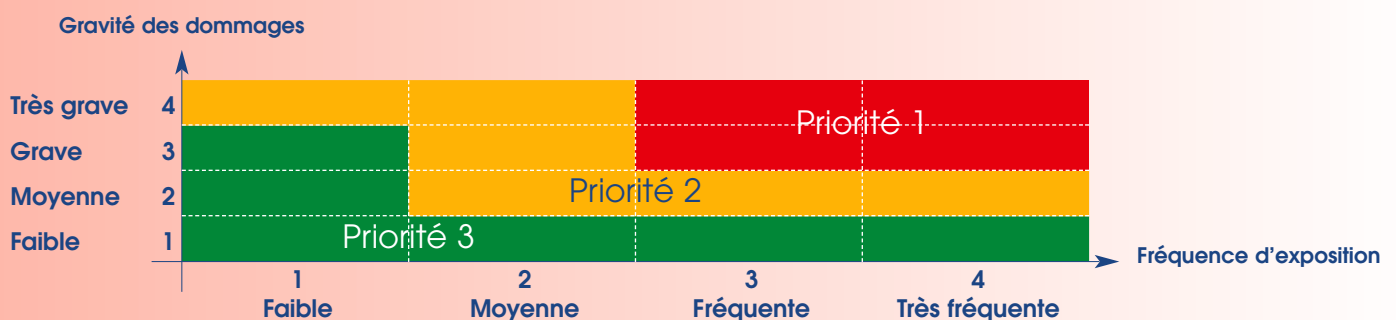 Gravité des dommages
Très grave 4
Priorité 1
Grave 3
Moyenne 2
Priorité 2
Faible 1
Priorité 3
Fréquence d'exposition
1 2 3 4
Faible Moyenne Fréquente Très fréquente